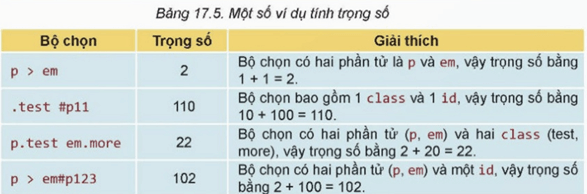 Bảng 17.5. Một số ví dụ tính trọng số
Bộ chọn Trọng số Giải thích
p > em 2 Bộ chọn có hai phần tử là p và em, vậy trọng số bằng
1 + 1 = 2.
.test #p11 110 Bộ chọn bao gồm 1 class và 1 id, vậy trọng số bằng
10 + 100 = 110.
p.test em.more 22 Bộ chọn có hai phần tử (p, em) và hai class (test,
more), vậy trọng số bằng 2 + 20 = 22.
p > em#p123 102 Bộ chọn có hai phần tử (p, em) và một id, vậy trọng số
bằng 2 + 100 = 102.